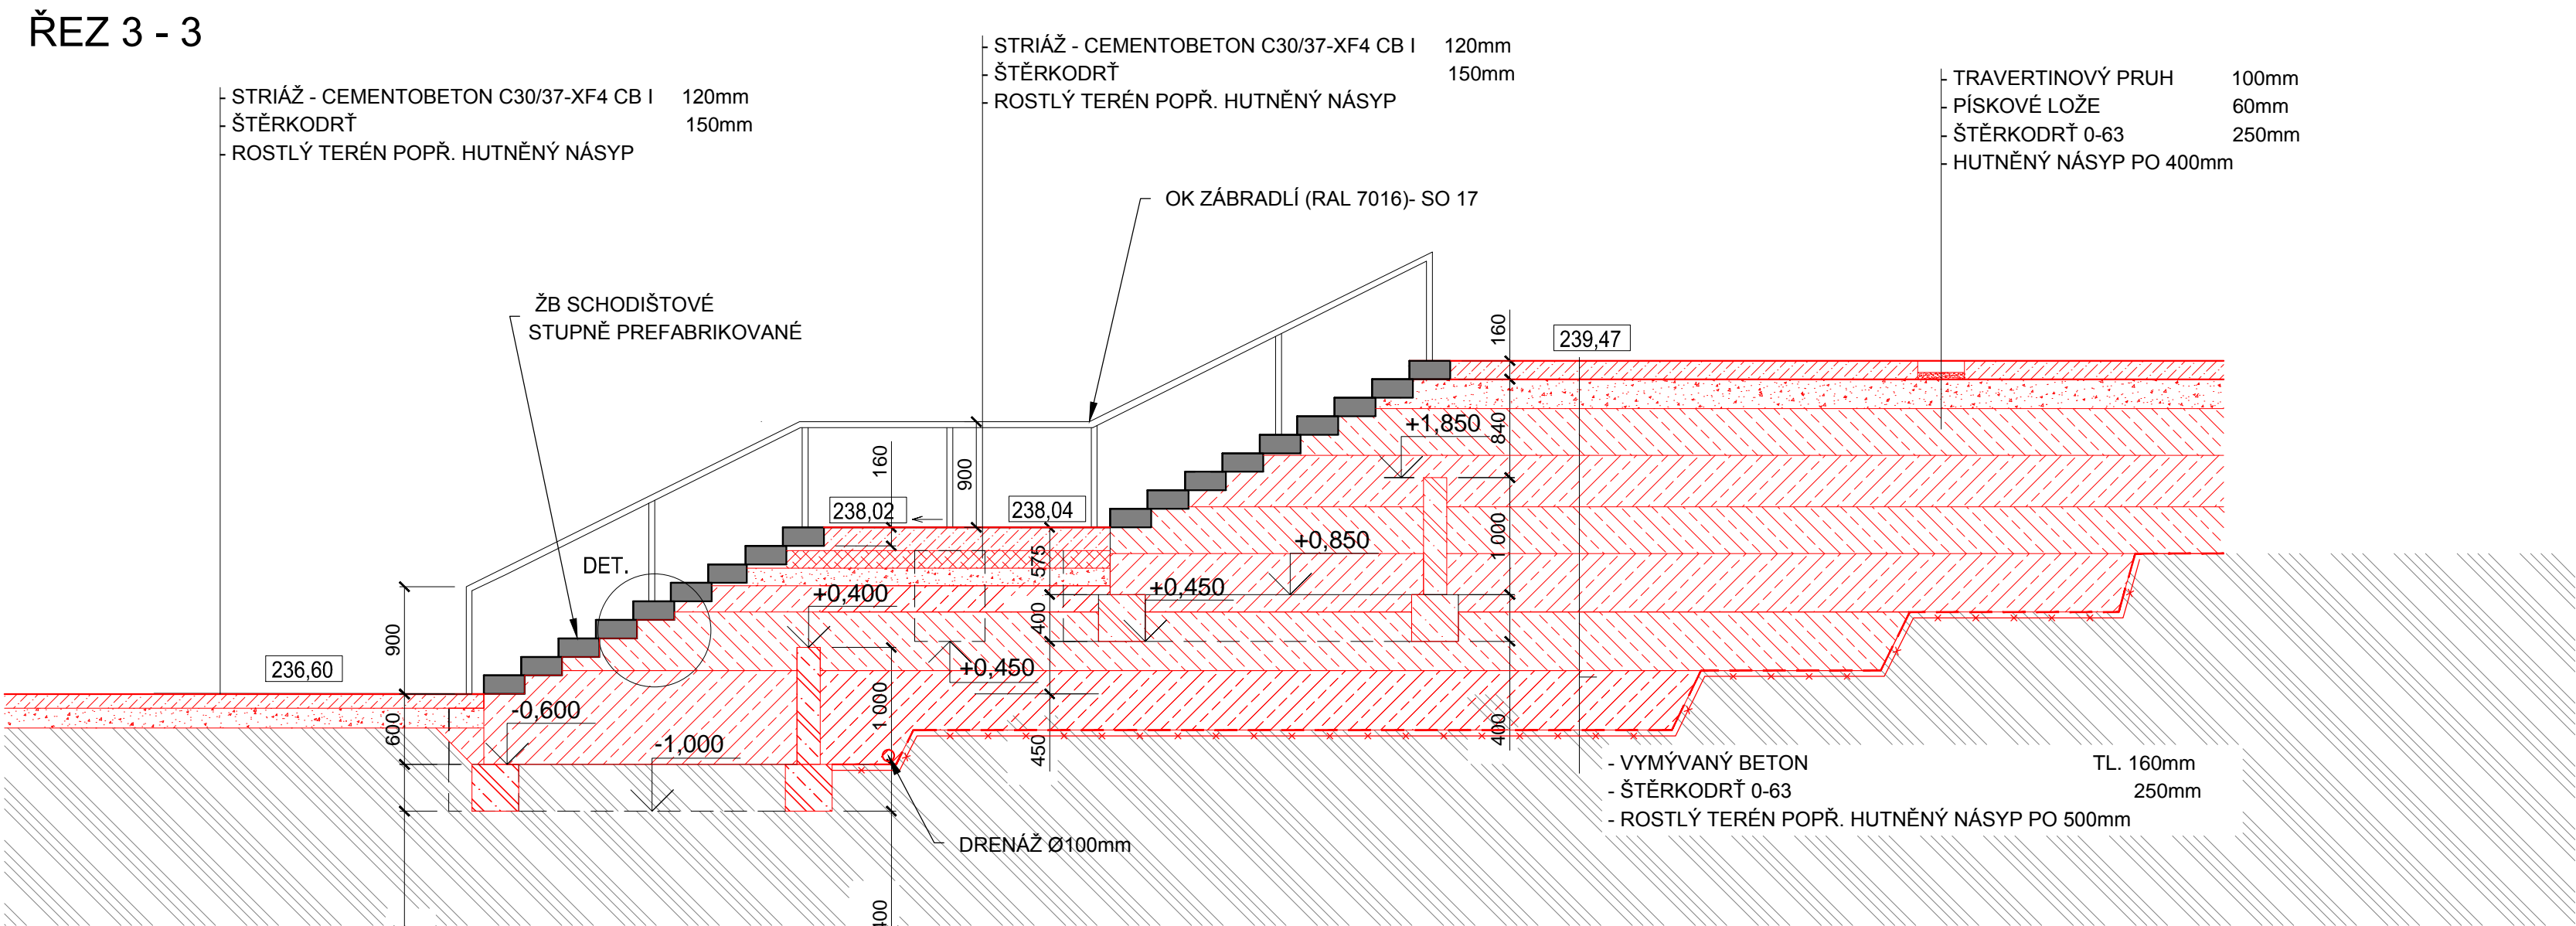 ŘEZ 3 - 3
- STRIÁŽ - CEMENTOBETON C30/37-XF4 CB I 120mm
- ŠTĚRKODRŤ 150mm
- ROSTLÝ TERÉN POPŘ. HUTNĚNÝ NÁSYP
- STRIÁŽ - CEMENTOBETON C30/37-XF4 CB I 120mm
- ŠTĚRKODRŤ 150mm
- ROSTLÝ TERÉN POPŘ. HUTNĚNÝ NÁSYP
- TRAVERTINOVÝ PRUH 100mm
- PÍSKOVÉ LOŽE 60mm
- ŠTĚRKODRŤ 0-63 250mm
- HUTNĚNÝ NÁSYP PO 400mm
OK ZÁBRADLÍ (RAL 7016)- SO 17
ŽB SCHODIŠTOVÉ
STUPNĚ PREFABRIKOVANÉ
160
239,47
+1,850
840
160
900
238,02
238,04
1 000
+0,850
575
DET.
+0,400
+0,450
400
900
236,60
+0,450
1 000
-0,600
600
-1,000
450
400
- VYMÝVANÝ BETON TL. 160mm
- ŠTĚRKODRŤ 0-63 250mm
- ROSTLÝ TERÉN POPŘ. HUTNĚNÝ NÁSYP PO 500mm
DRENÁŽ Ø100mm
400